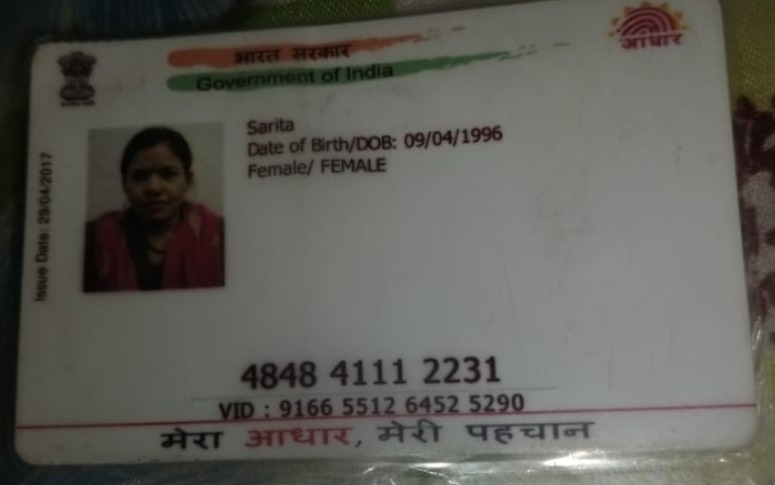 भारत सरकार
Government of India
आधार
Sarita
Date of Birth/DOB: 09/04/1996
Female/ FEMALE
Issue Date: 29/04/2017
4848 4111 2231
VID : 9166 5512 6452 5290
मेरा आधार, मेरी पहचान